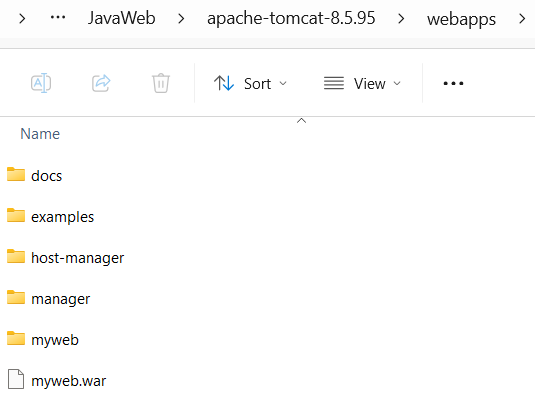 ... JavaWeb > apache-tomcat-8.5.95 > webapps >
Sort View ...
Name
docs
examples
host-manager
manager
myweb
myweb.war